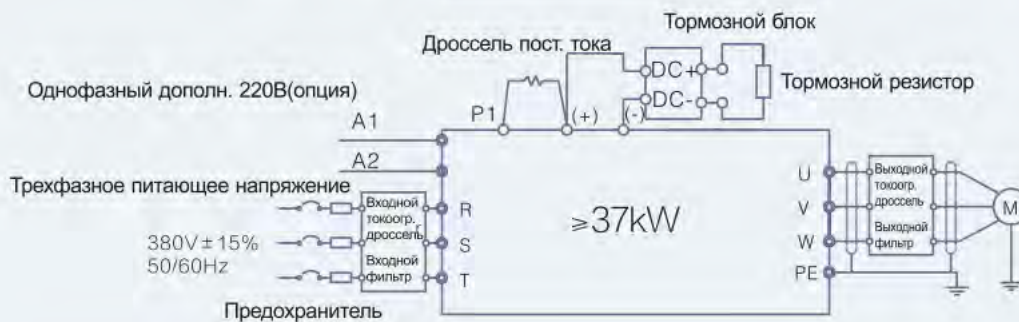 Тормозной блок
Дроссель пост. тока
DC+
DC-
Тормозной резистор
Однофазный дополн. 220В(опция)
P1
(+)
(-)
A1
A2
Трехфазное питающее напряжение
380V ± 15%
50/60Hz
Входной
токоогр.
дроссель
Входной
фильтр
R
S
T
≥37kW
U
V
W
PE
Выходной
токоогр.
дроссель
Выходной
фильтр
M
Предохранитель